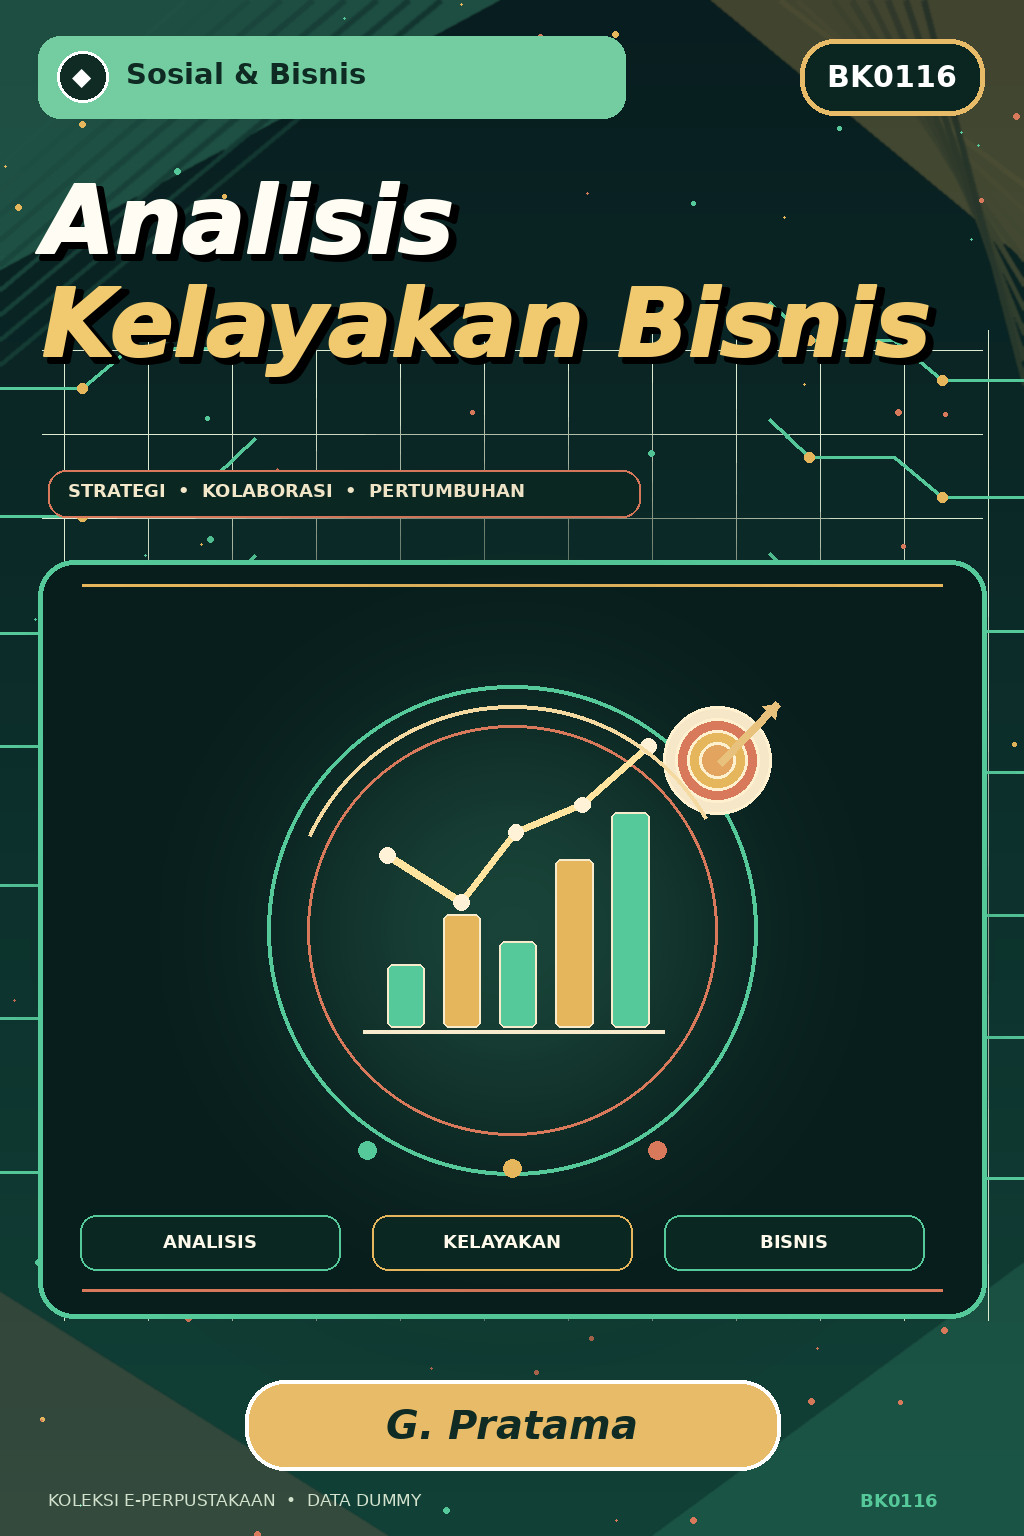 Sosial & Bisnis
BK0116
Analisis
Kelayakan Bisnis
STRATEGI • KOLABORASI • PERTUMBUHAN
ANALISIS
KELAYAKAN
BISNIS
G. Pratama
KOLEKSI E-PERPUSTAKAAN • DATA DUMMY
BK0116